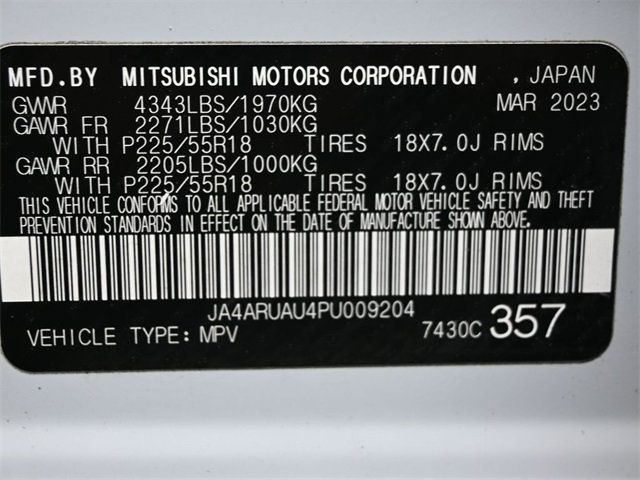 MFD.BY MITSUBISHI MOTORS CORPORATION , JAPAN
GVWR 4343LBS/1970KG MAR 2023
GAWR FR 2271LBS/1030KG
WITH P225/55R18 TIRES 18X7.0J RIMS
GAWR RR 2205LBS/1000KG
WITH P225/55R18 TIRES 18X7.0J RIMS
THIS VEHICLE CONFORMS TO ALL APPLICABLE FEDERAL MOTOR VEHICLE SAFETY AND THEFT
PREVENTION STANDARDS IN EFFECT ON THE DATE OF MANUFACTURE SHOWN ABOVE.
JA4ARUAU4PU009204
VEHICLE TYPE: MPV 7430C 357